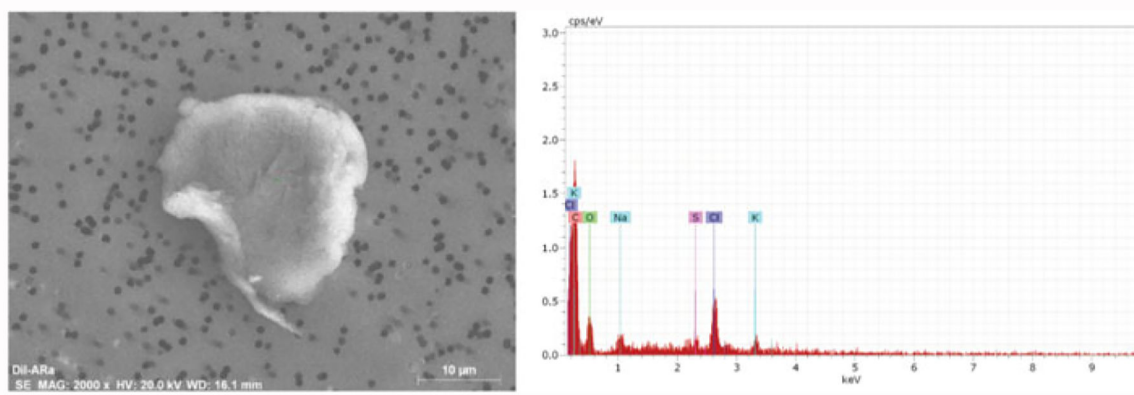 Dil-ARa
SE MAG: 2000 x HV: 20.0 kV WD: 16.1 mm
10 µm
cps/eV
3.0
2.5
2.0
1.5
1.0
0.5
0.0
K
Cl
C O Na S Cl K
1 2 3 4 5 6 7 8 9
keV